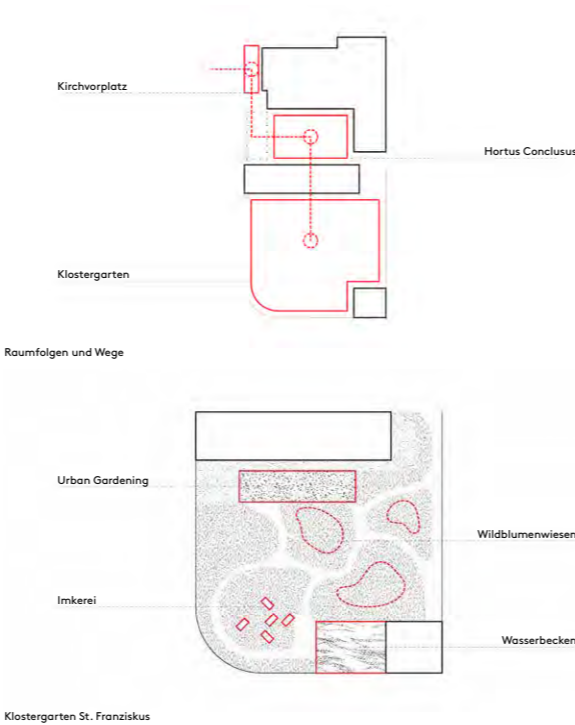 Kirchvorplatz
Hortus Conclusus
Klostergarten
Raumfolgen und Wege
Urban Gardening
Wildblumenwiesen
Imkerei
Wasserbecken
Klostergarten St. Franziskus